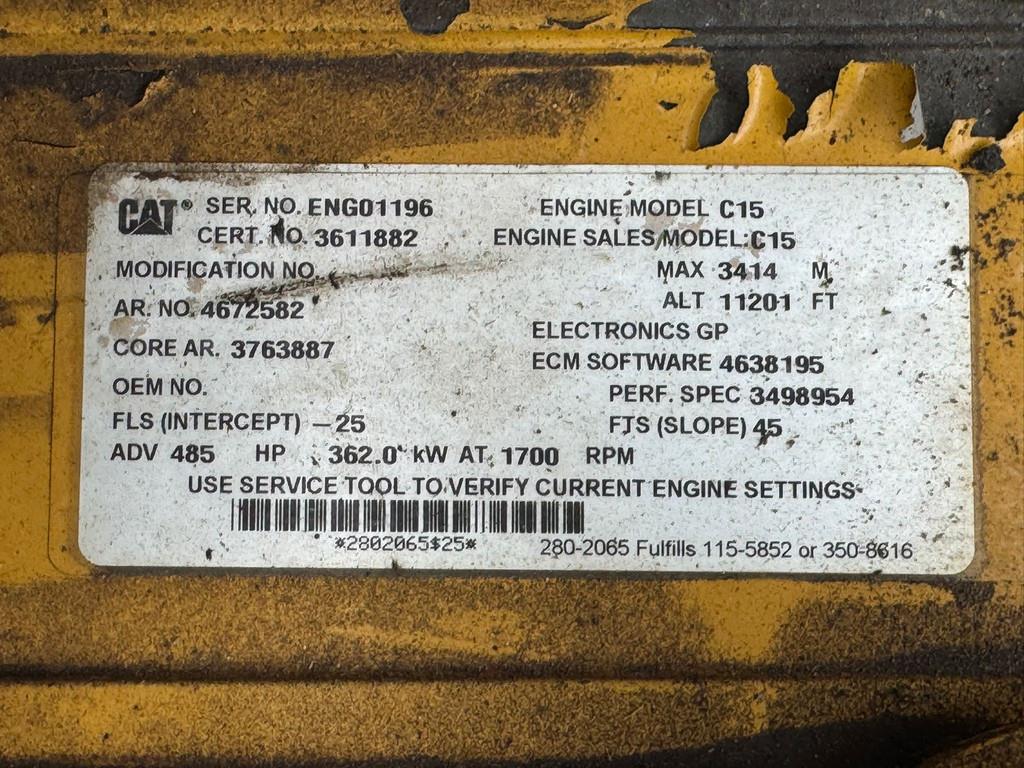 CAT® SER. NO. ENG01196 ENGINE MODEL C15
CERT. NO. 3611882 ENGINE SALES MODEL: C15
MODIFICATION NO. MAX 3414 M
AR. NO. 4672582 ALT 11201 FT
ELECTRONICS GP
CORE AR. 3763887 ECM SOFTWARE 4638195
OEM NO. PERF. SPEC 3498954
FLS (INTERCEPT) -25 FTS (SLOPE) 45
ADV 485 HP 362.0 kW AT 1700 RPM
USE SERVICE TOOL TO VERIFY CURRENT ENGINE SETTINGS
*2802065$25* 280-2065 Fulfills 115-5852 or 350-8616